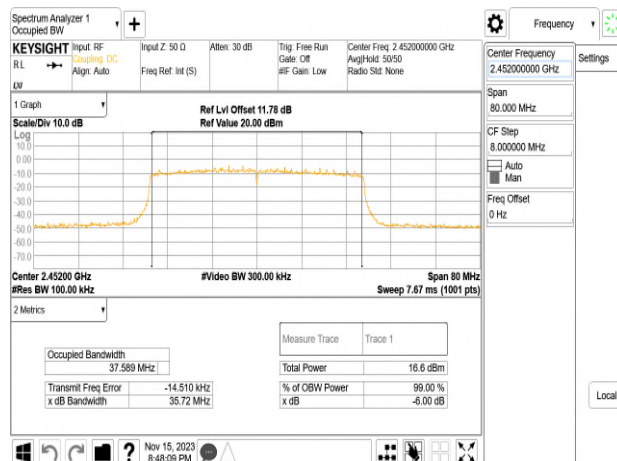 Spectrum Analyzer 1
Occupied BW
KEYSIGHT
RL
LXI
Input: RF
Coupling: DC
Align: Auto
Input Z: 50 Ω
Freq Ref: Int (S)
Atten: 30 dB
Trig: Free Run
Gate: Off
#IF Gain: Low
Center Freq: 2.452000000 GHz
Avg|Hold: 50/50
Radio Std: None
1 Graph
Scale/Div 10.0 dB
Ref Lvl Offset 11.78 dB
Ref Value 20.00 dBm
Log
10.0
0.00
-10.0
-20.0
-30.0
-40.0
-50.0
-60.0
-70.0
Center 2.45200 GHz
#Res BW 100.00 kHz
#Video BW 300.00 kHz
Span 80 MHz
Sweep 7.67 ms (1001 pts)
2 Metrics
Occupied Bandwidth
37.589 MHz
Transmit Freq Error -14.510 kHz
x dB Bandwidth 35.72 MHz
Measure Trace Trace 1
Total Power 16.6 dBm
% of OBW Power 99.00 %
x dB -6.00 dB
Nov 15, 2023
8:48:09 PM
Frequency
Center Frequency
2.452000000 GHz
Span
80.000 MHz
CF Step
8.000000 MHz
Auto
Man
Freq Offset
0 Hz
Settings
Local